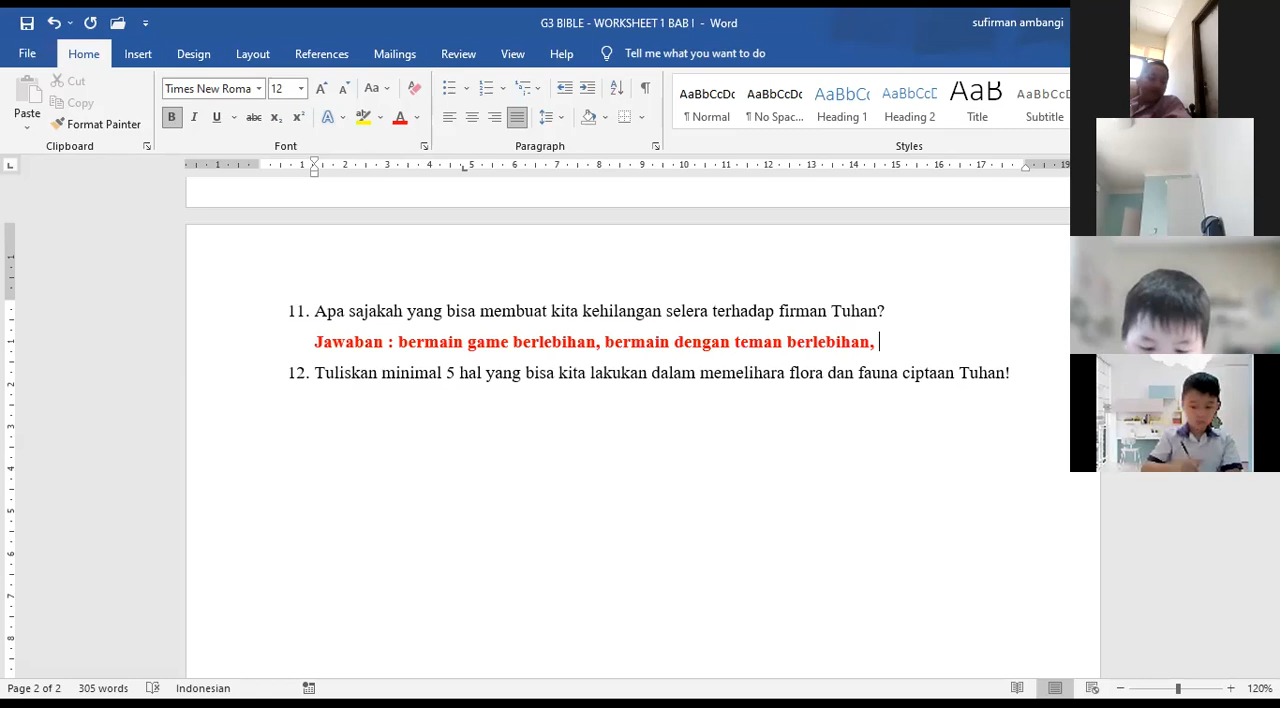 G3 BIBLE - WORKSHEET 1 BAB I - Word
sufirman ambangi
File Home Insert Design Layout References Mailings Review View Help Tell me what you want to do
Paste
Cut
Copy
Format Painter
Clipboard
Times New Roma 12
Font
Paragraph
AaBbCcDc AaBbCcDc AaBbC AaBbCcD AaB AaBbCcD
¶ Normal ¶ No Spac... Heading 1 Heading 2 Title Subtitle
Styles
11. Apa sajakah yang bisa membuat kita kehilangan selera terhadap firman Tuhan?
Jawaban : bermain game berlebihan, bermain dengan teman berlebihan,
12. Tuliskan minimal 5 hal yang bisa kita lakukan dalam memelihara flora dan fauna ciptaan Tuhan!
Page 2 of 2 305 words Indonesian 120%